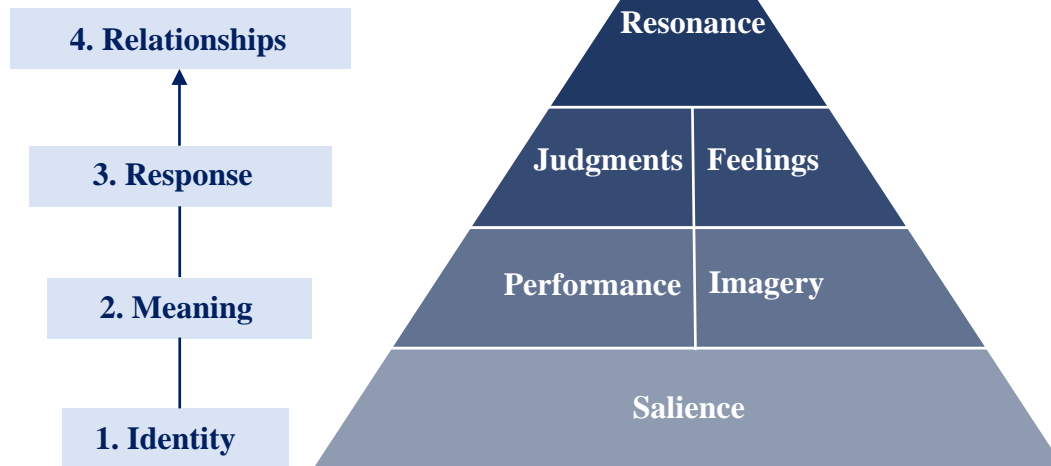 4. Relationships
Resonance
3. Response
Judgments
Feelings
2. Meaning
Performance
Imagery
1. Identity
Salience